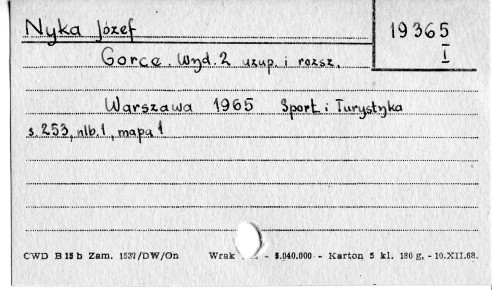 Nyka Józef
19365
I
Gorce. Wyd. 2 uzup. i rozsz.
Warszawa 1965 Sport i Turystyka
s. 253, nlb. 1, mapa 1
CWD B 15 b Zam. 1537/DW/On Wrak - 5.040.000 - Karton 5 kl. 180 g, - 10.XII.68.